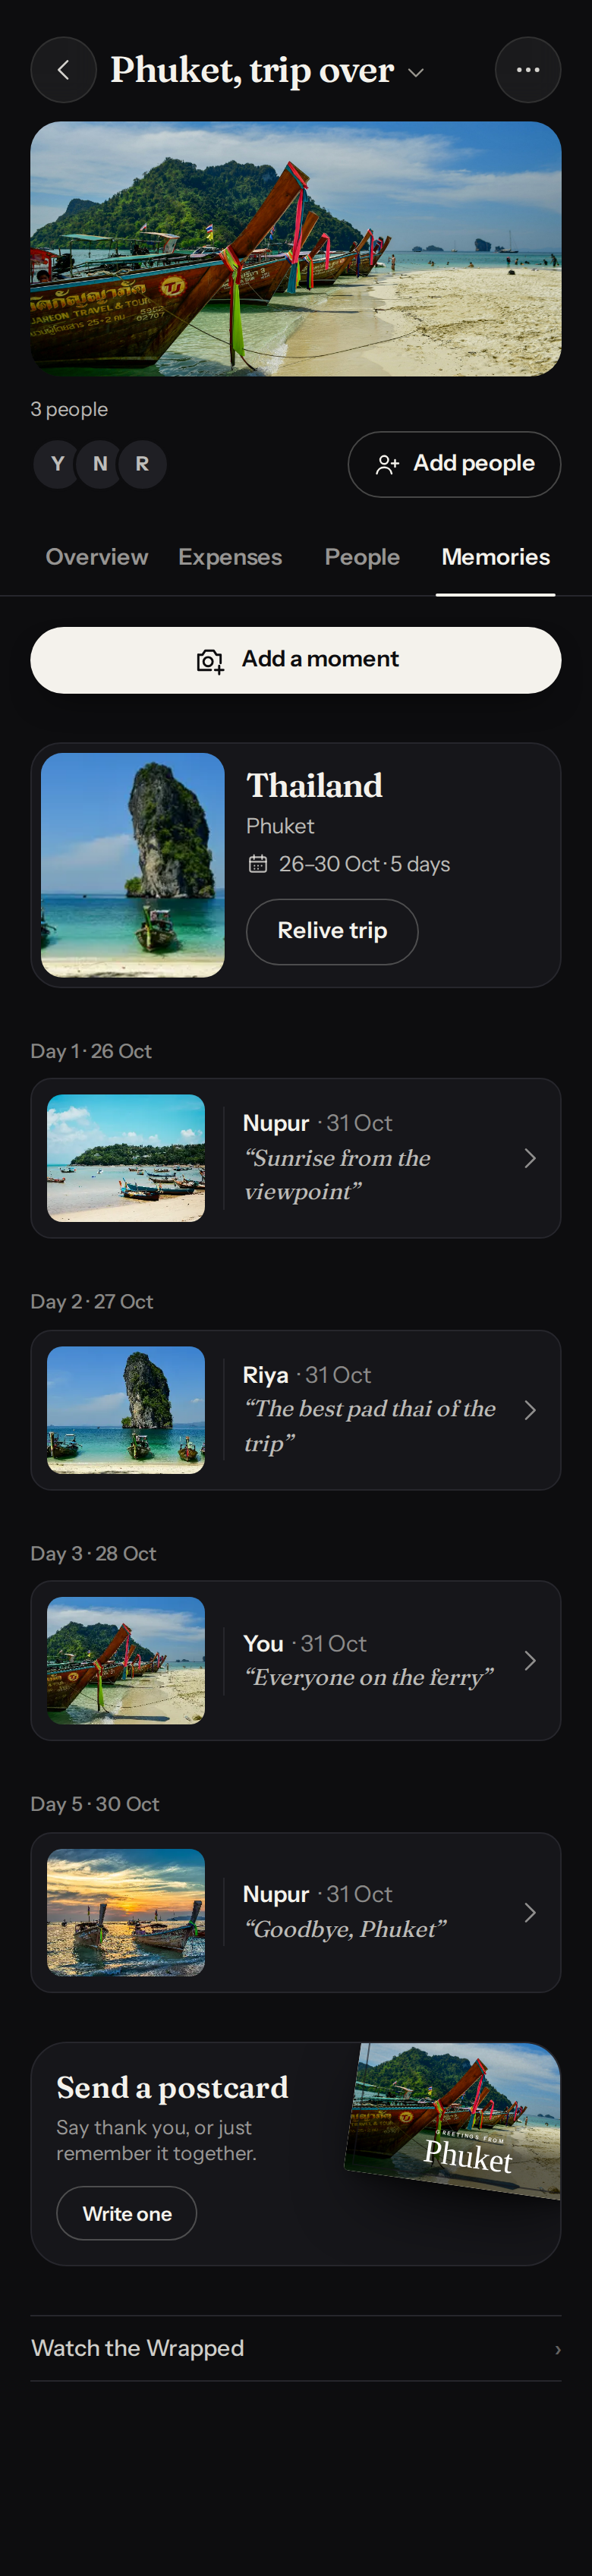 Phuket, trip over
JAREON TRAVEL & TOUR
3 people
Y N R
Add people
Overview Expenses People Memories
Add a moment
Thailand
Phuket
26–30 Oct · 5 days
Relive trip
Day 1 · 26 Oct
Nupur · 31 Oct
“Sunrise from the
viewpoint”
Day 2 · 27 Oct
Riya · 31 Oct
“The best pad thai of the
trip”
Day 3 · 28 Oct
You · 31 Oct
“Everyone on the ferry”
Day 5 · 30 Oct
Nupur · 31 Oct
“Goodbye, Phuket”
Send a postcard
Say thank you, or just
remember it together.
Write one
GREETINGS FROM
Phuket
Watch the Wrapped